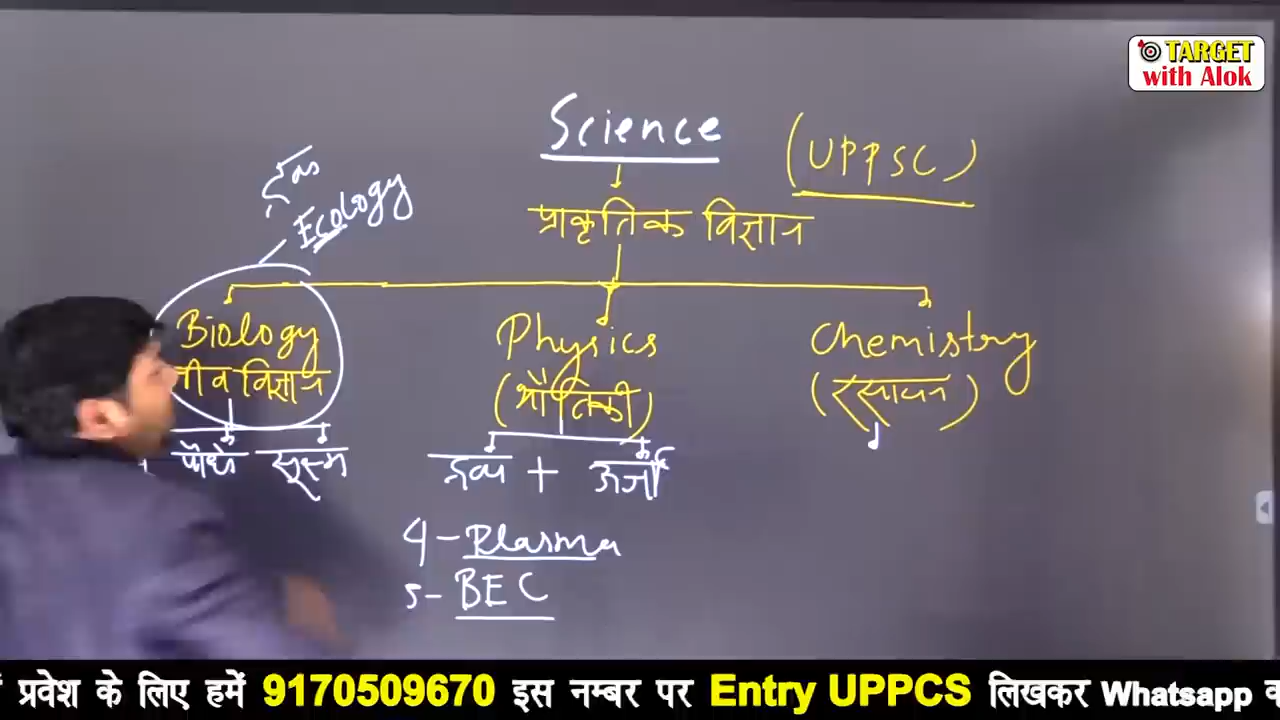 TARGET
with Alok
Science
(UPPSC)
प्राकृतिक विज्ञान
Ecology
Biology
जीव विज्ञान
Physics
(भौतिकी)
Chemistry
(रसायन)
पौधे सूक्ष्म
द्रव्य + ऊर्जा
4- Plasma
5- BEC
प्रवेश के लिए हमें 9170509670 इस नम्बर पर Entry UPPCS लिखकर Whatsapp